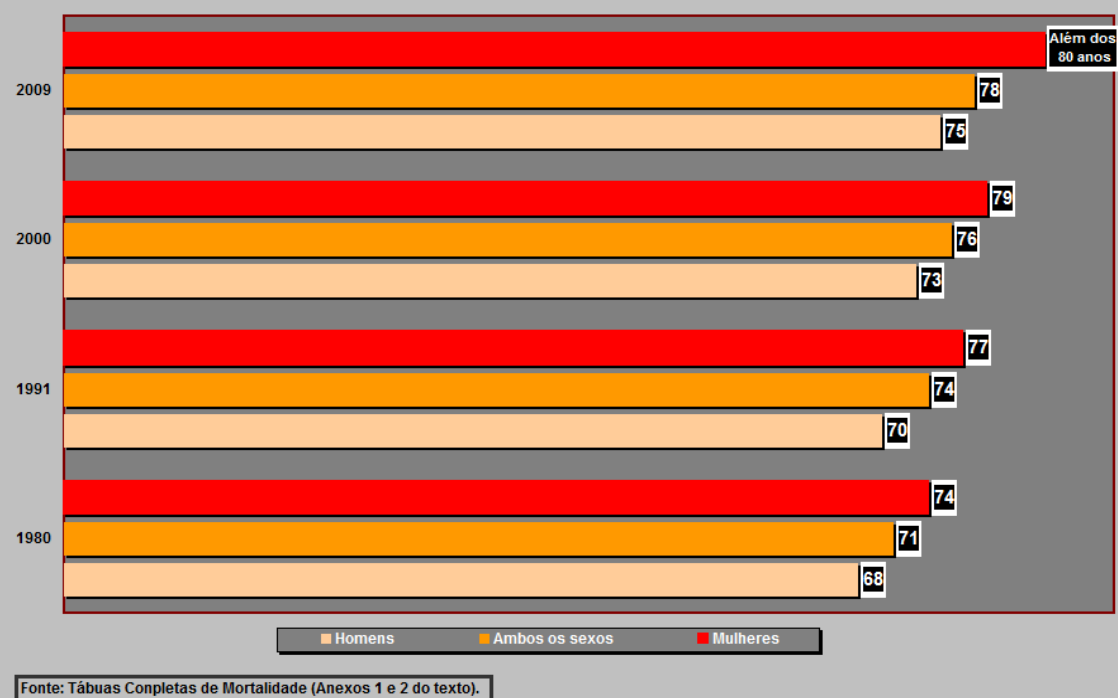 Além dos
80 anos
2009
78
75
79
2000
76
73
77
1991
74
70
74
1980
71
68
Homens
Ambos os sexos
Mulheres
Fonte: Tábuas Conpletas de Mortalidade (Anexos 1 e 2 do texto).